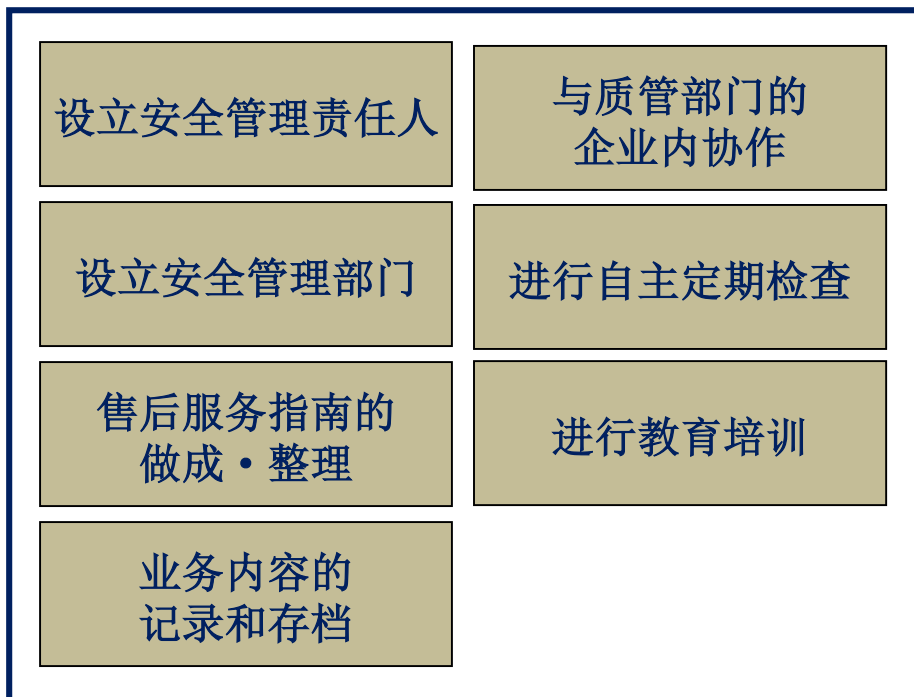 设立安全管理责任人
设立安全管理部门
售后服务指南的
做成·整理
业务内容的
记录和存档
与质管部门的
企业内协作
进行自主定期检查
进行教育培训